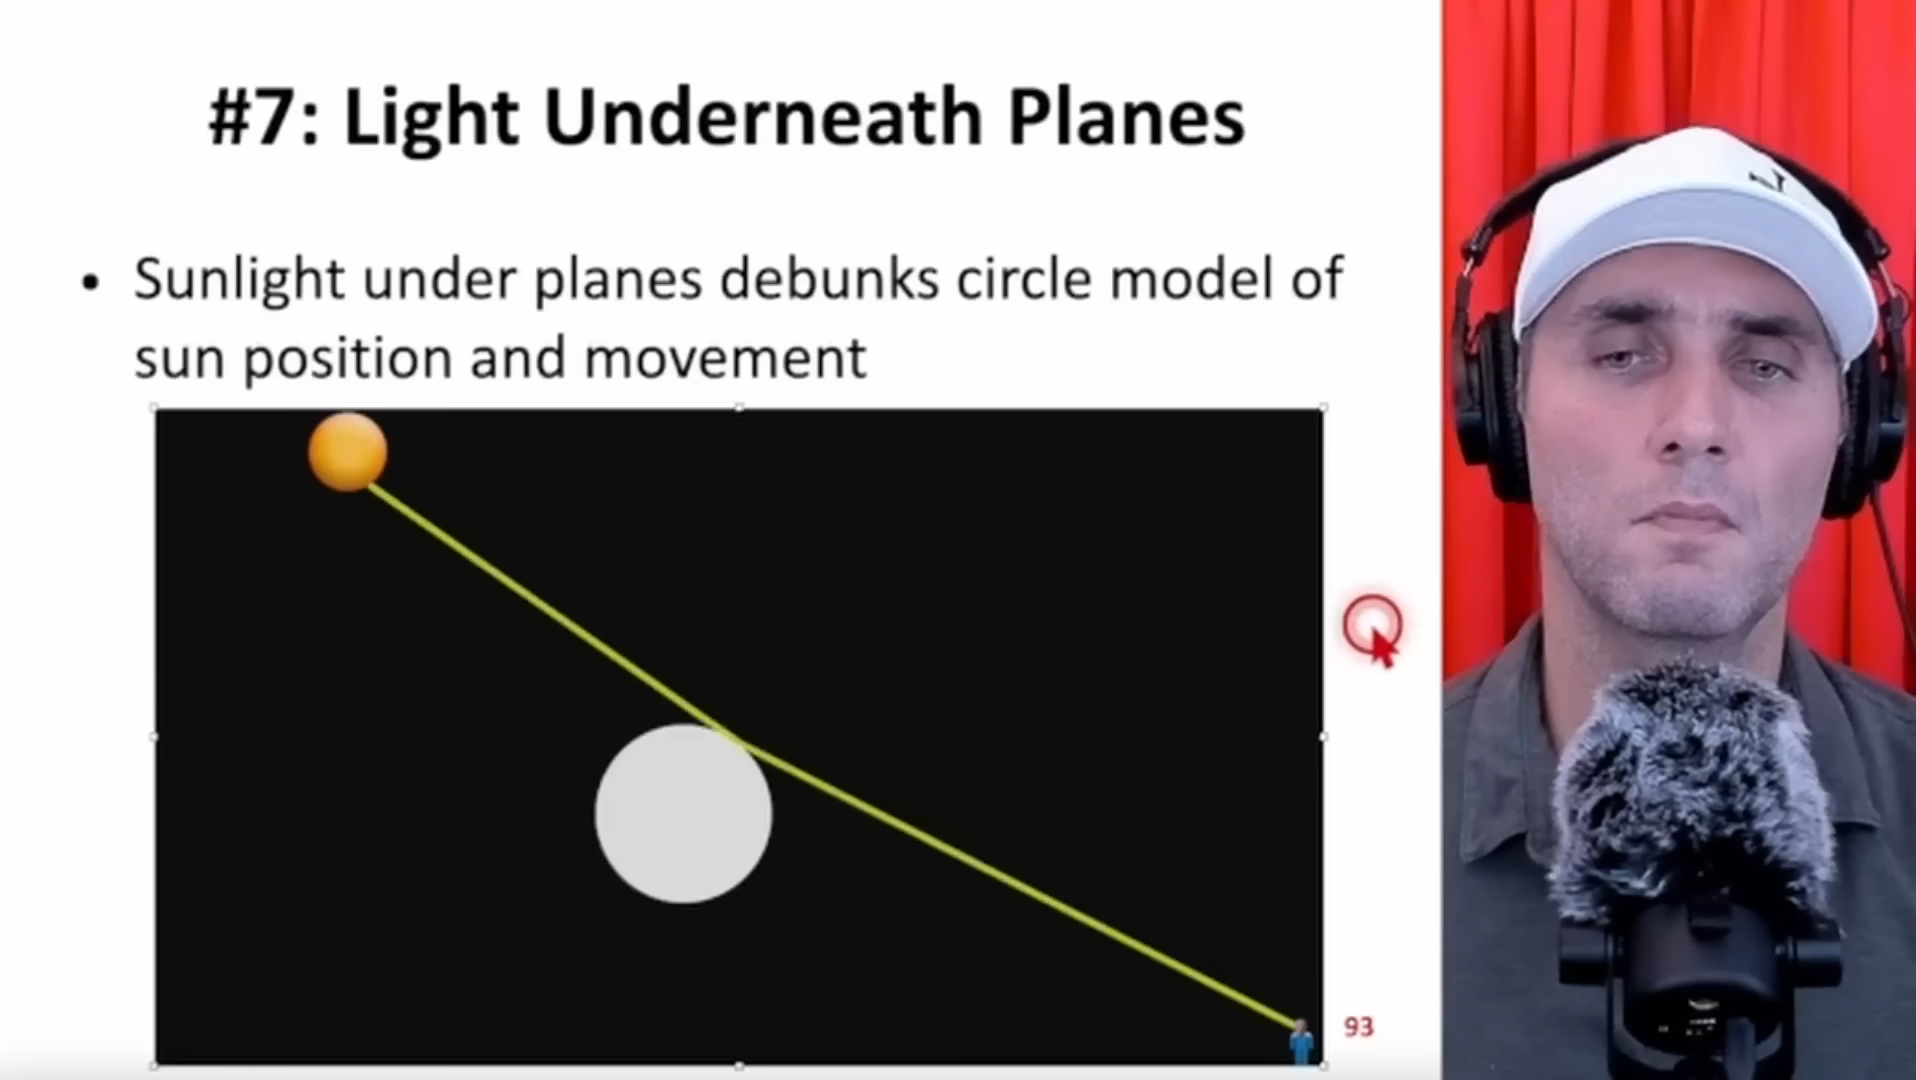 #7: Light Underneath Planes
• Sunlight under planes debunks circle model of
sun position and movement
93